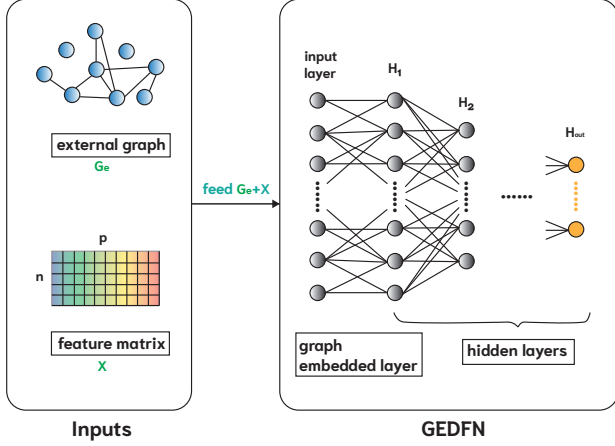 external graph
Ge
p
n
feature matrix
X
Inputs
feed Ge+X
input
layer
H1
H2
Hout
graph
embedded layer
hidden layers
GEDFN